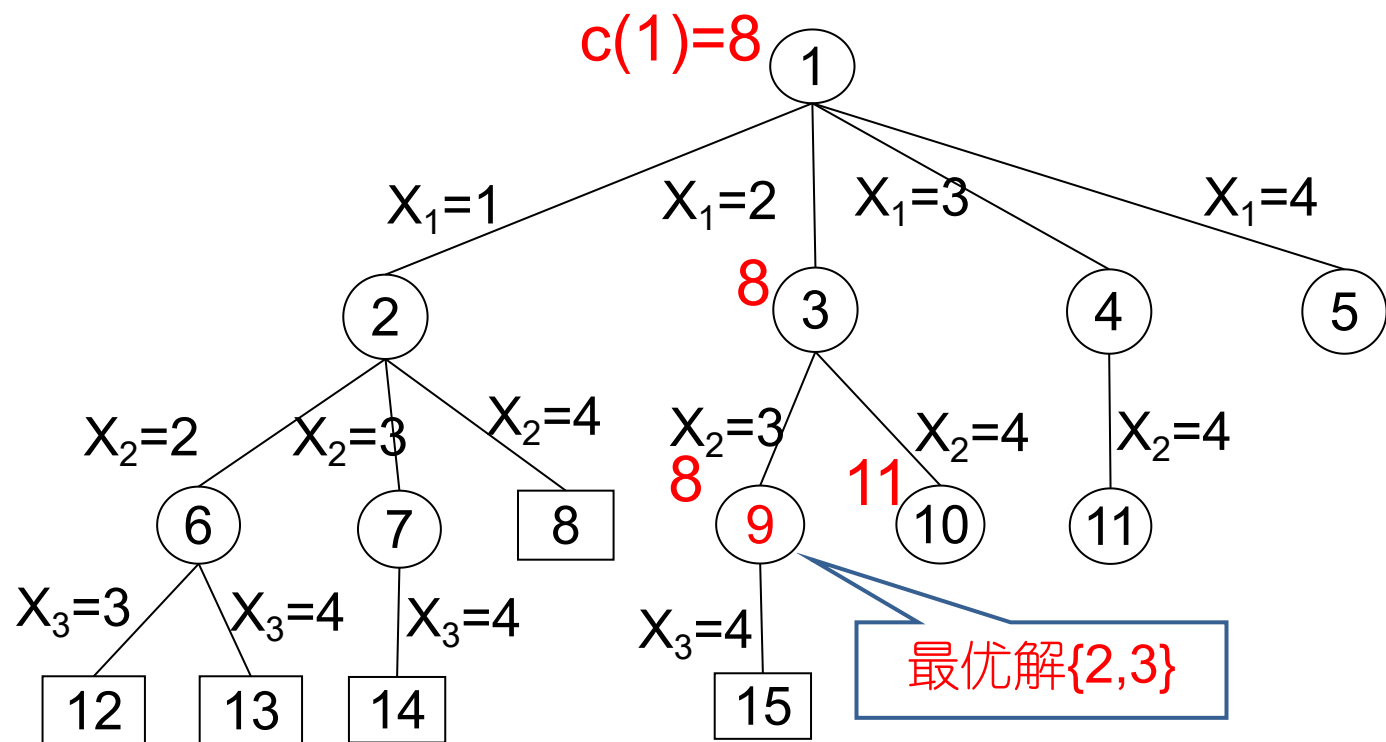 c(1)=8
1
X₁=1
X₁=2
X₁=3
X₁=4
8
2
3
4
5
X₂=2
X₂=3
X₂=4
X₂=3
X₂=4
X₂=4
8
11
6
7
8
9
10
11
X₃=3
X₃=4
X₃=4
X₃=4
最优解{2,3}
12
13
14
15